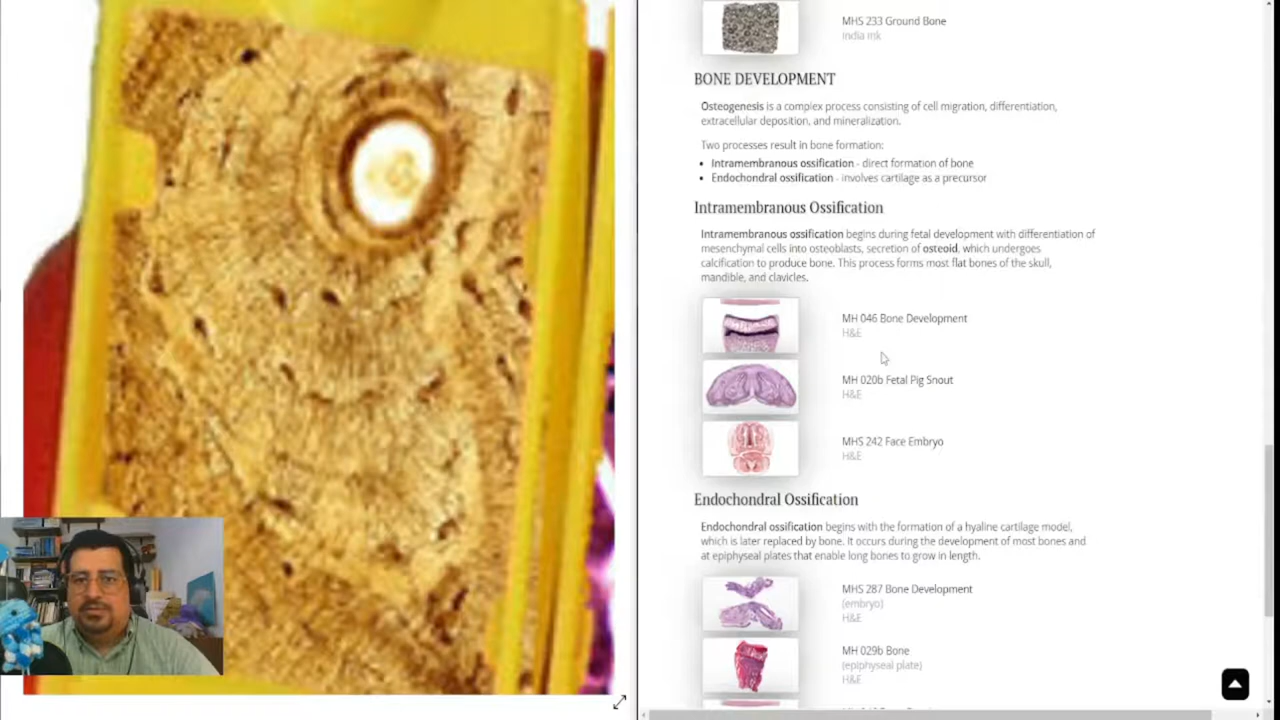 MHS 233 Ground Bone
India ink
BONE DEVELOPMENT
Osteogenesis is a complex process consisting of cell migration, differentiation,
extracellular deposition, and mineralization.
Two processes result in bone formation:
• Intramembranous ossification - direct formation of bone
• Endochondral ossification - involves cartilage as a precursor
Intramembranous Ossification
Intramembranous ossification begins during fetal development with differentiation of
mesenchymal cells into osteoblasts, secretion of osteoid, which undergoes
calcification to produce bone. This process forms most flat bones of the skull,
mandible, and clavicles.
MH 046 Bone Development
H&E
MH 020b Fetal Pig Snout
H&E
MHS 242 Face Embryo
H&E
Endochondral Ossification
Endochondral ossification begins with the formation of a hyaline cartilage model,
which is later replaced by bone. It occurs during the development of most bones and
at epiphyseal plates that enable long bones to grow in length.
MHS 287 Bone Development
(embryo)
H&E
MH 029b Bone
(epiphyseal plate)
H&E